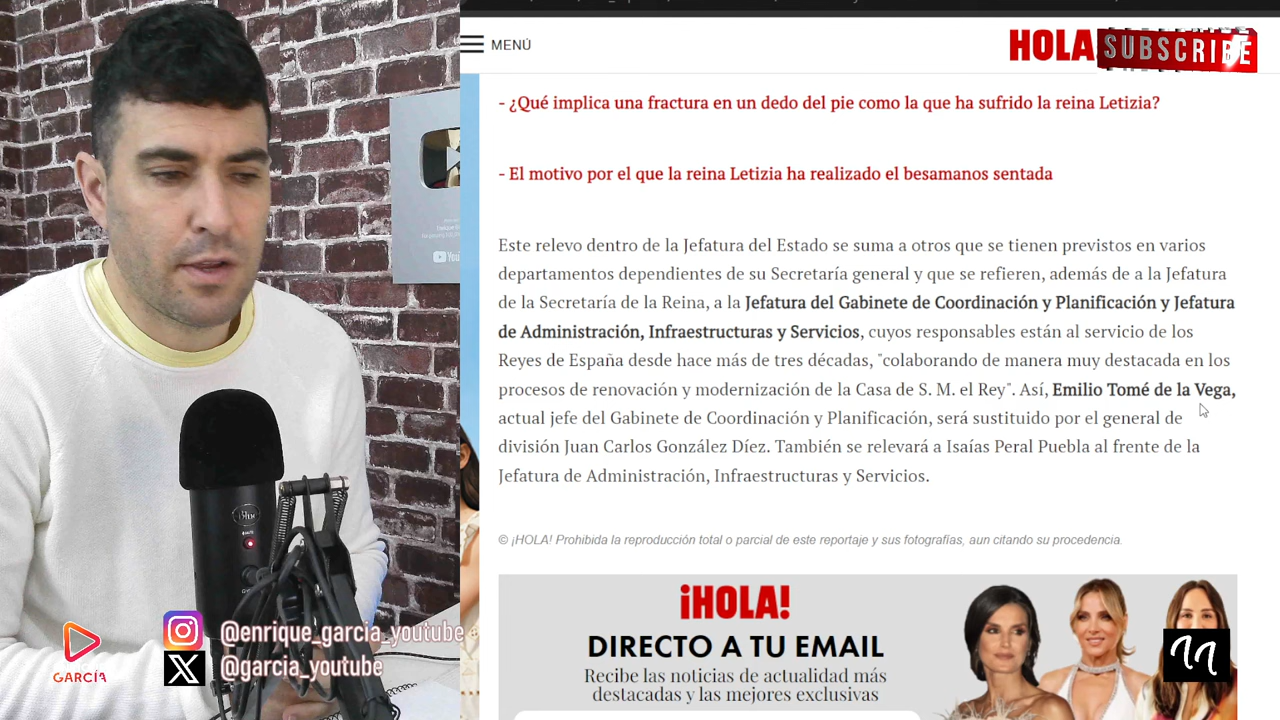 MENÚ
HOLA
SUBSCRIBE
- ¿Qué implica una fractura en un dedo del pie como la que ha sufrido la reina Letizia?
- El motivo por el que la reina Letizia ha realizado el besamanos sentada
Este relevo dentro de la Jefatura del Estado se suma a otros que se tienen previstos en varios
departamentos dependientes de su Secretaría general y que se refieren, además de a la Jefatura
de la Secretaría de la Reina, a la Jefatura del Gabinete de Coordinación y Planificación y Jefatura
de Administración, Infraestructuras y Servicios, cuyos responsables están al servicio de los
Reyes de España desde hace más de tres décadas, "colaborando de manera muy destacada en los
procesos de renovación y modernización de la Casa de S. M. el Rey". Así, Emilio Tomé de la Vega,
actual jefe del Gabinete de Coordinación y Planificación, será sustituido por el general de
división Juan Carlos González Díez. También se relevará a Isaías Peral Puebla al frente de la
Jefatura de Administración, Infraestructuras y Servicios.
© ¡HOLA! Prohibida la reproducción total o parcial de este reportaje y sus fotografías, aun citando su procedencia.
¡HOLA!
DIRECTO A TU EMAIL
Recibe las noticias de actualidad más
destacadas y las mejores exclusivas
GARCÍA
@enrique_garcia_youtube
@garcia_youtube